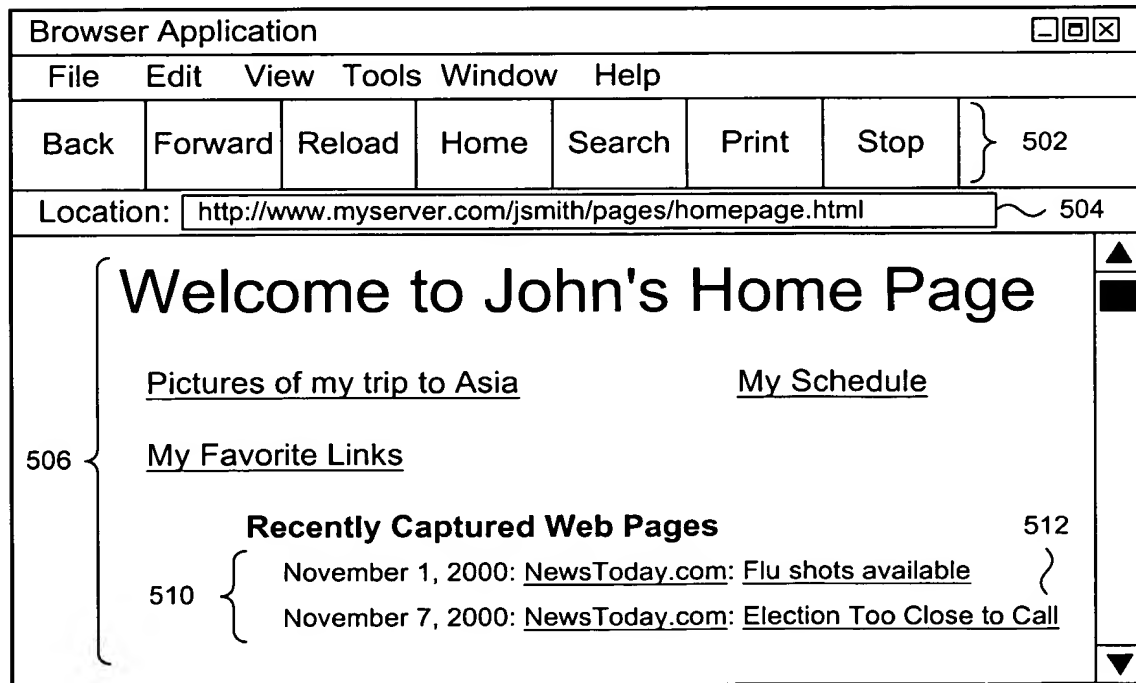 Browser Application
File Edit View Tools Window Help
Back Forward Reload Home Search Print Stop 502
Location: http://www.myserver.com/jsmith/pages/homepage.html 504
Welcome to John's Home Page
Pictures of my trip to Asia My Schedule
506 My Favorite Links
Recently Captured Web Pages 512
November 1, 2000: NewsToday.com: Flu shots available
510
November 7, 2000: NewsToday.com: Election Too Close to Call